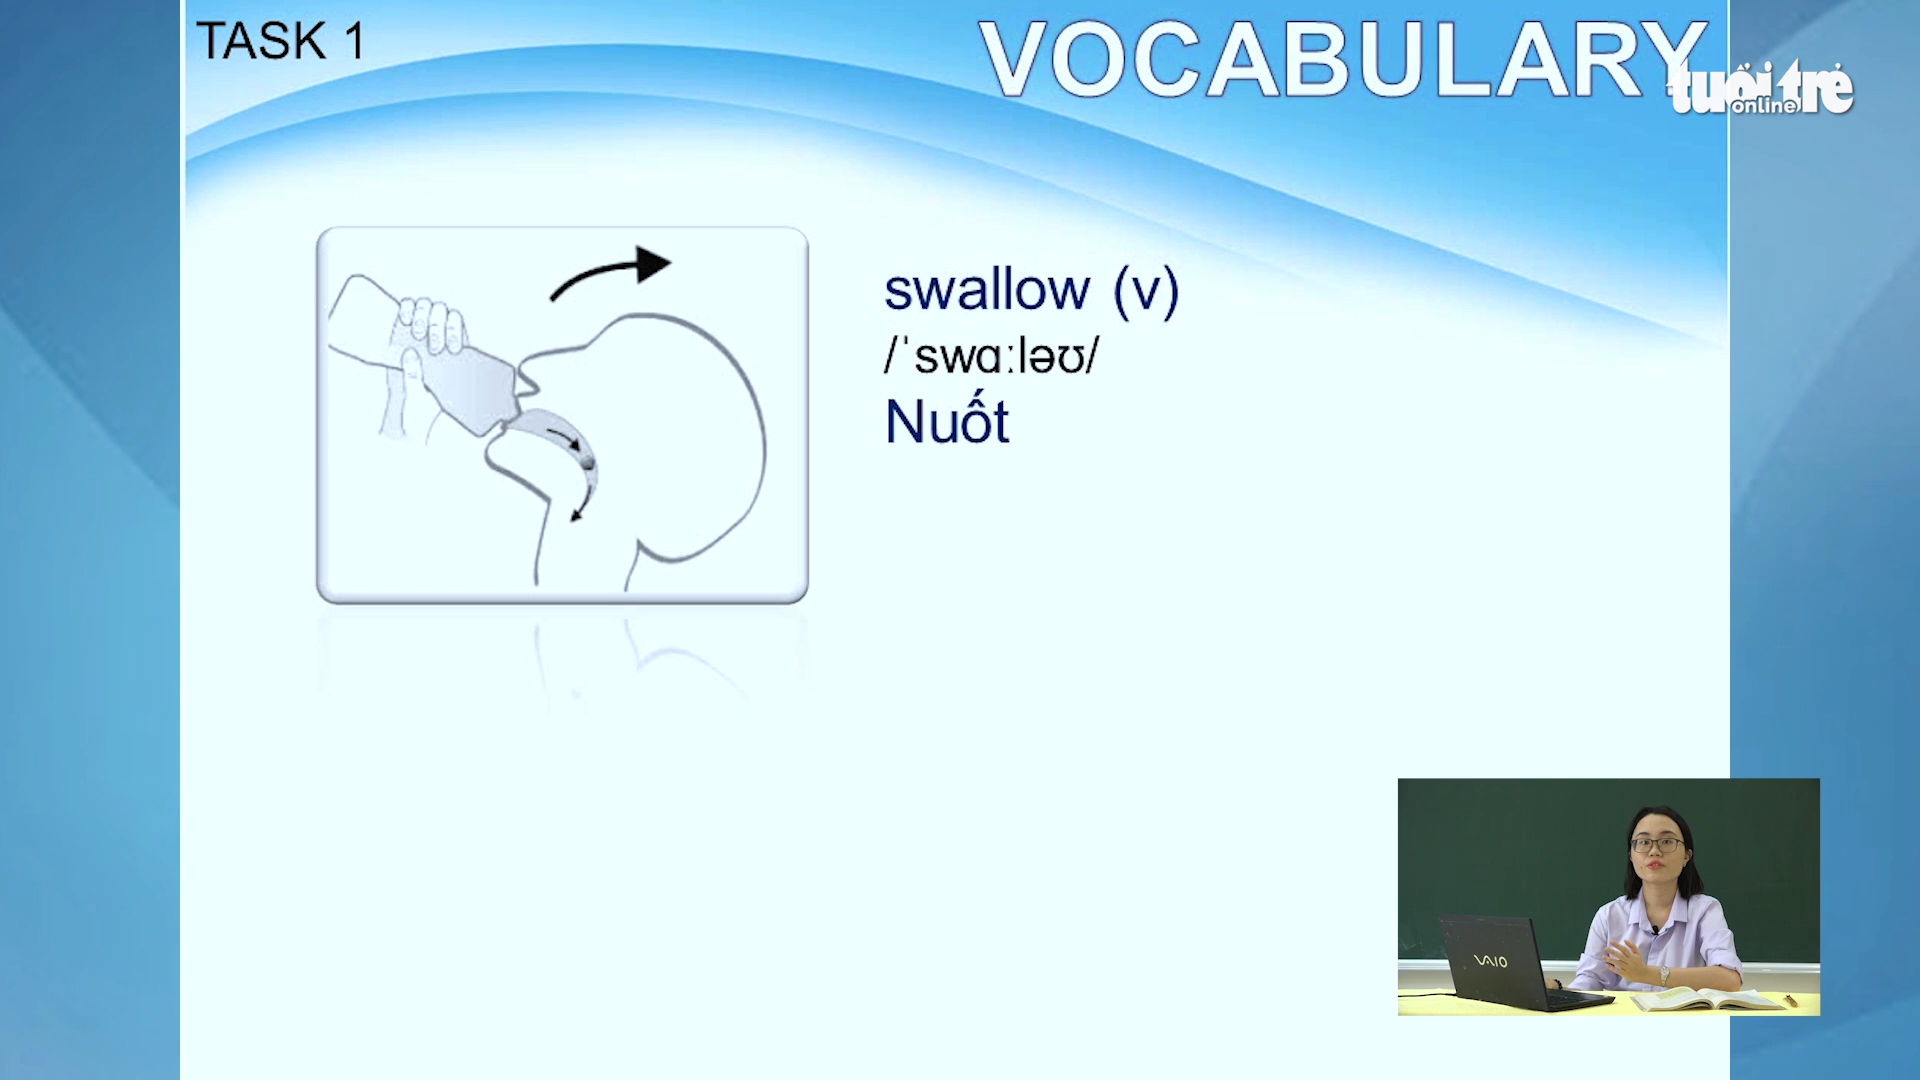 TASK 1
VOCABULARY
tuổi trẻ
online
swallow (v)
/ˈswɑːləʊ/
Nuốt
VAIO